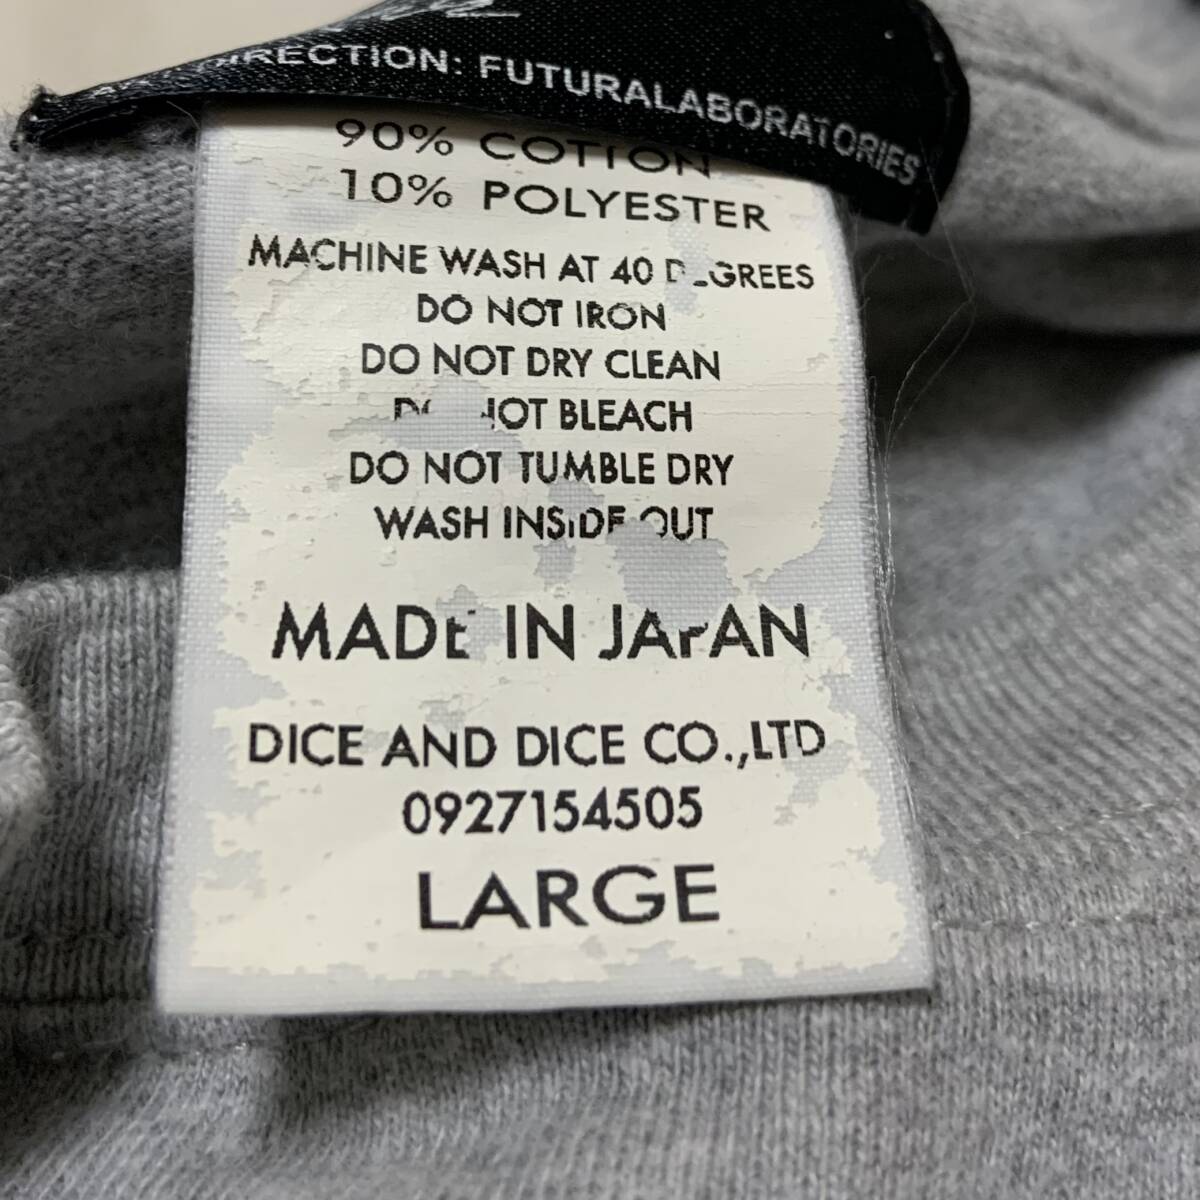 DIRECTION: FUTURALABORATORIES
90% COTTON
10% POLYESTER
MACHINE WASH AT 40 DEGREES
DO NOT IRON
DO NOT DRY CLEAN
DO NOT BLEACH
DO NOT TUMBLE DRY
WASH INSIDE OUT
MADE IN JAPAN
DICE AND DICE CO.,LTD
0927154505
LARGE